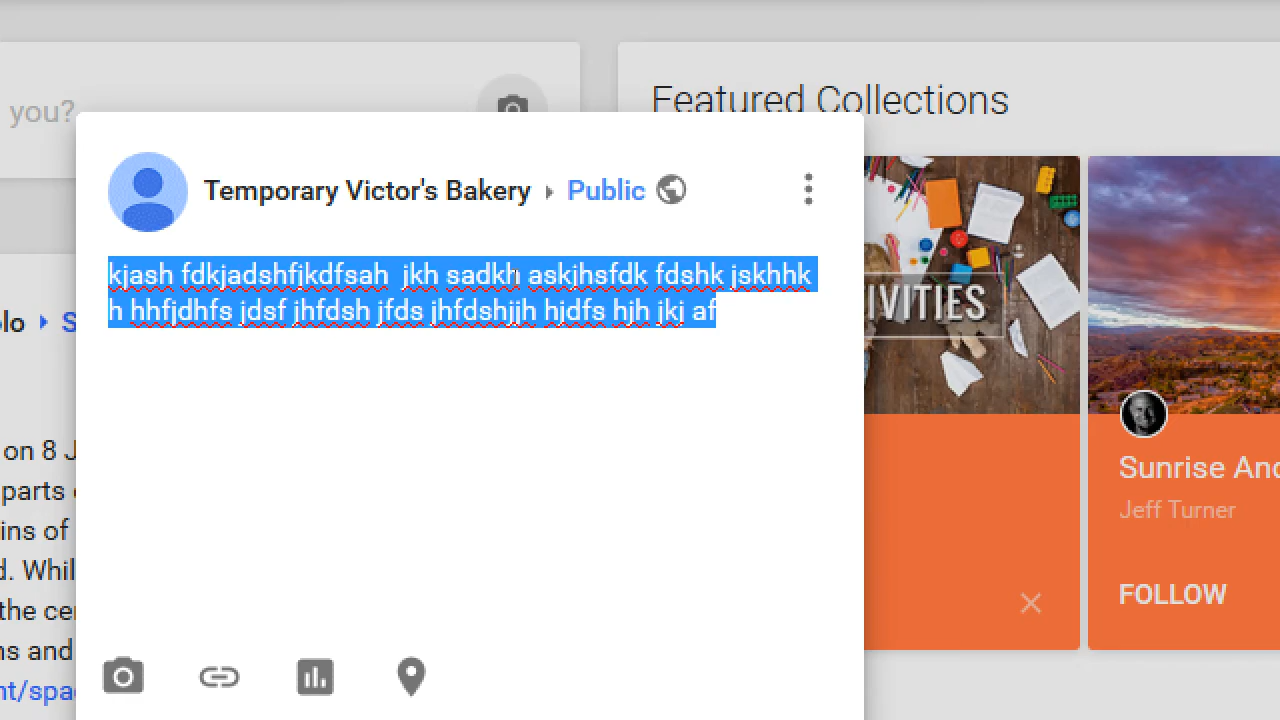 you?
Featured Collections
Temporary Victor's Bakery Public
kjash fdkjadshfjkdfsah jkh sadkh askjhsfdk fdshk jskhhk
h hhfjdhfs jdsf jhfdsh jfds jhfdshjjh hjdfs hjh jkj af
IVITIES
lo S
on 8 J
parts
ins of
d. Whil
the cer
ns and
nt/spa
Sunrise And
Jeff Turner
FOLLOW